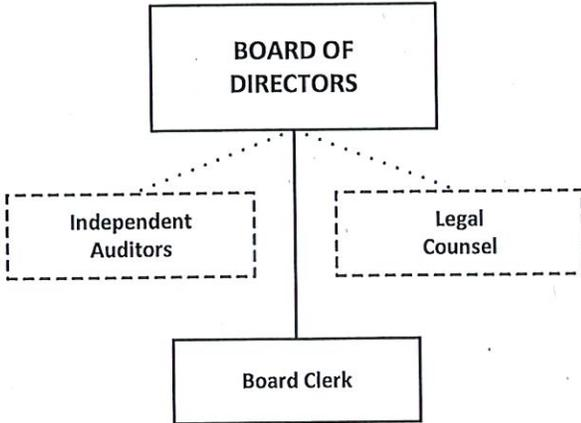 BOARD OF
DIRECTORS
Independent
Auditors
Legal
Counsel
Board Clerk